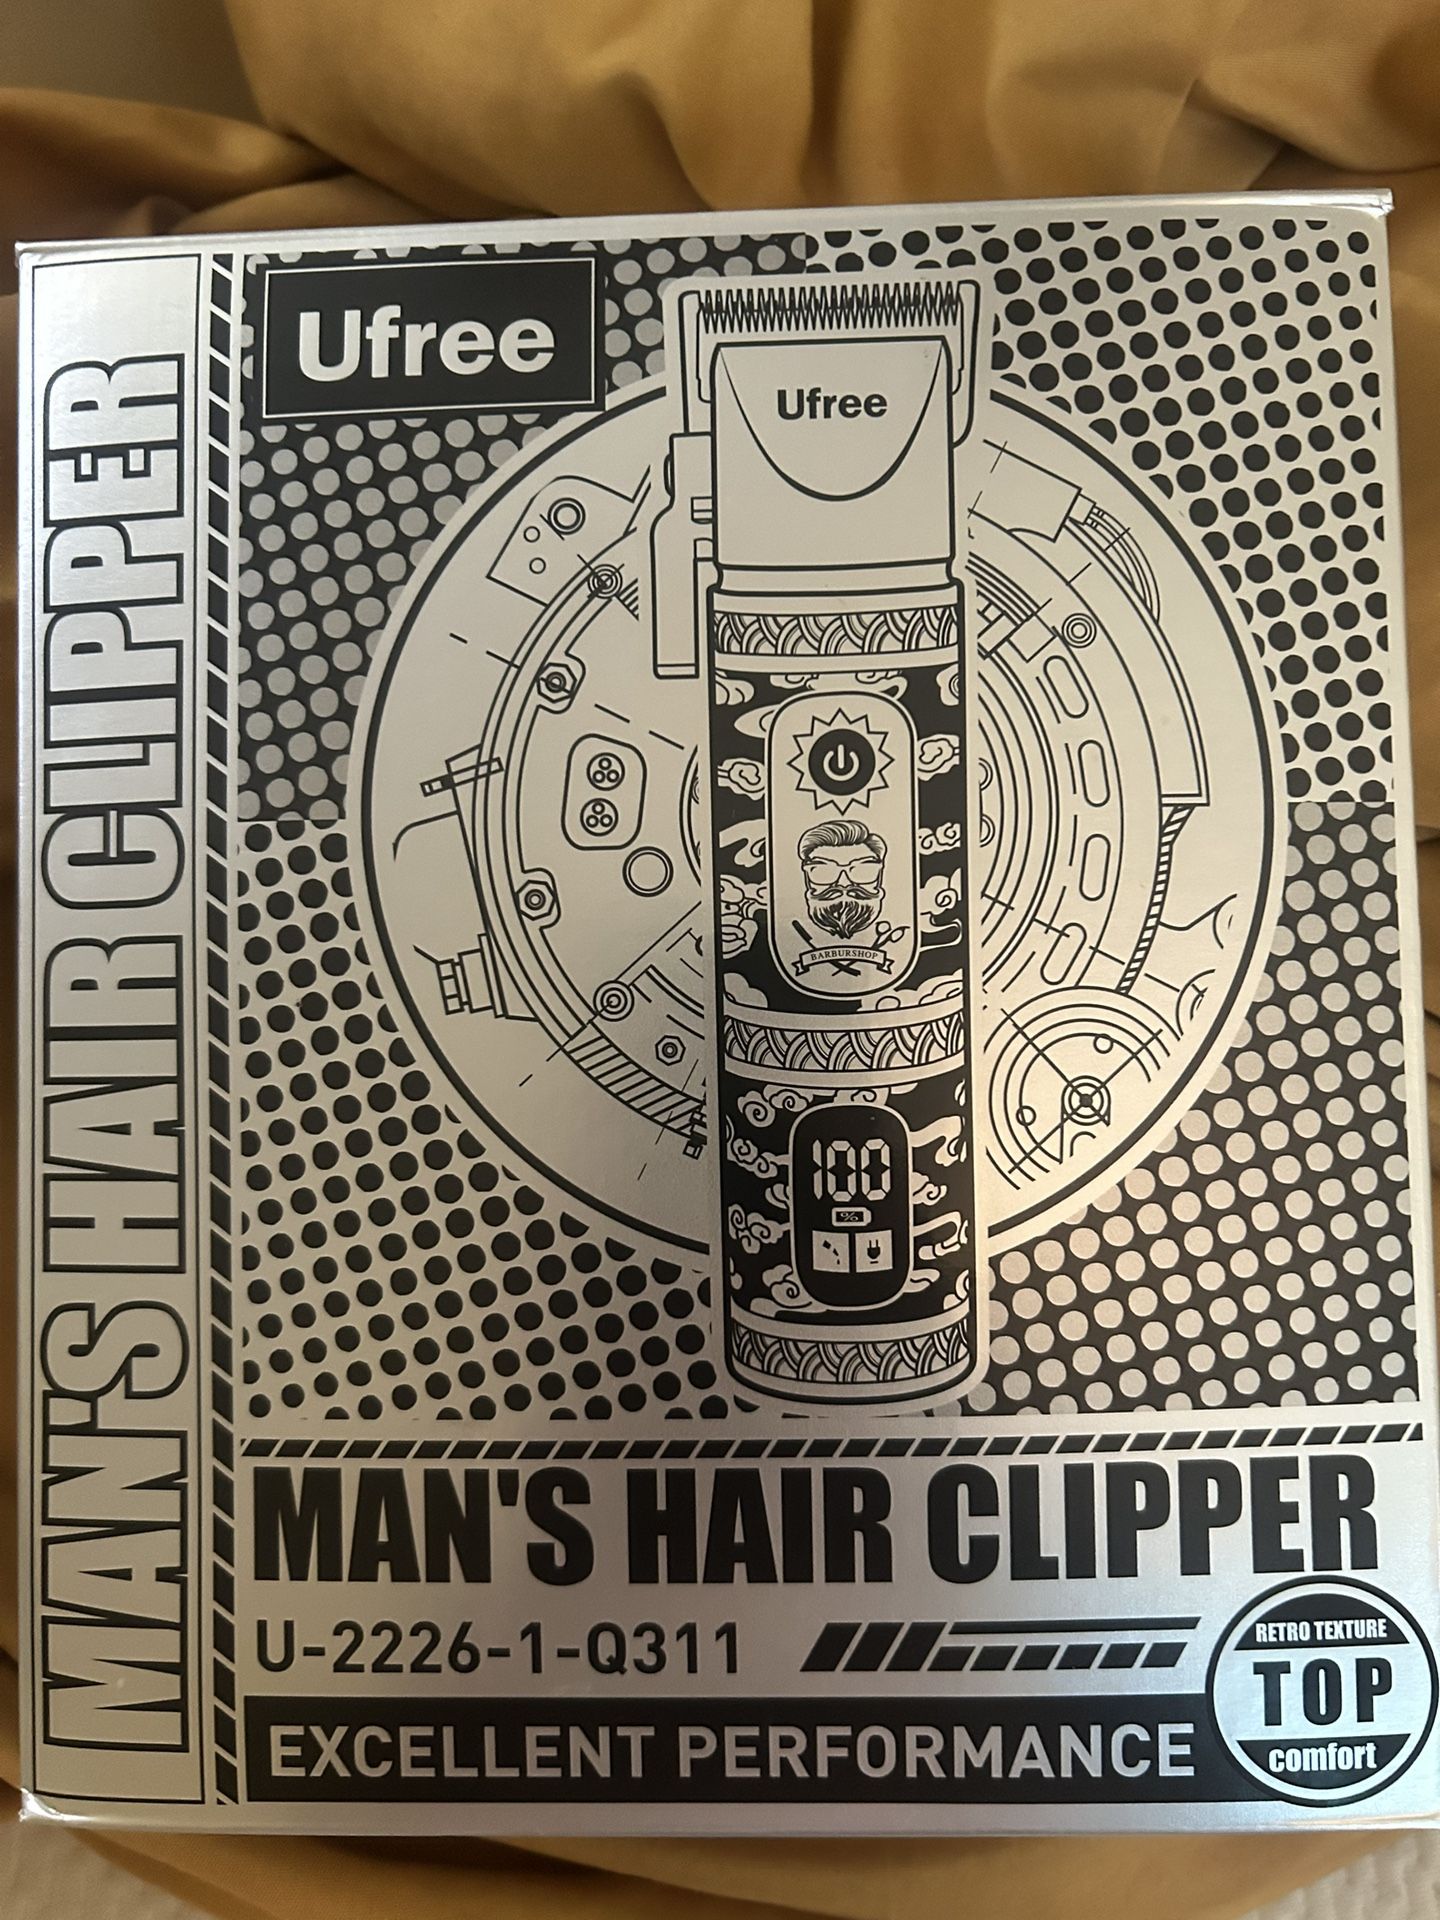 MAN'S HAIR CLIPPER
Ufree
Ufree
BARBURSHOP
100
%
MAN'S HAIR CLIPPER
U-2226-1-Q311
EXCELLENT PERFORMANCE
RETRO TEXTURE
TOP
comfort